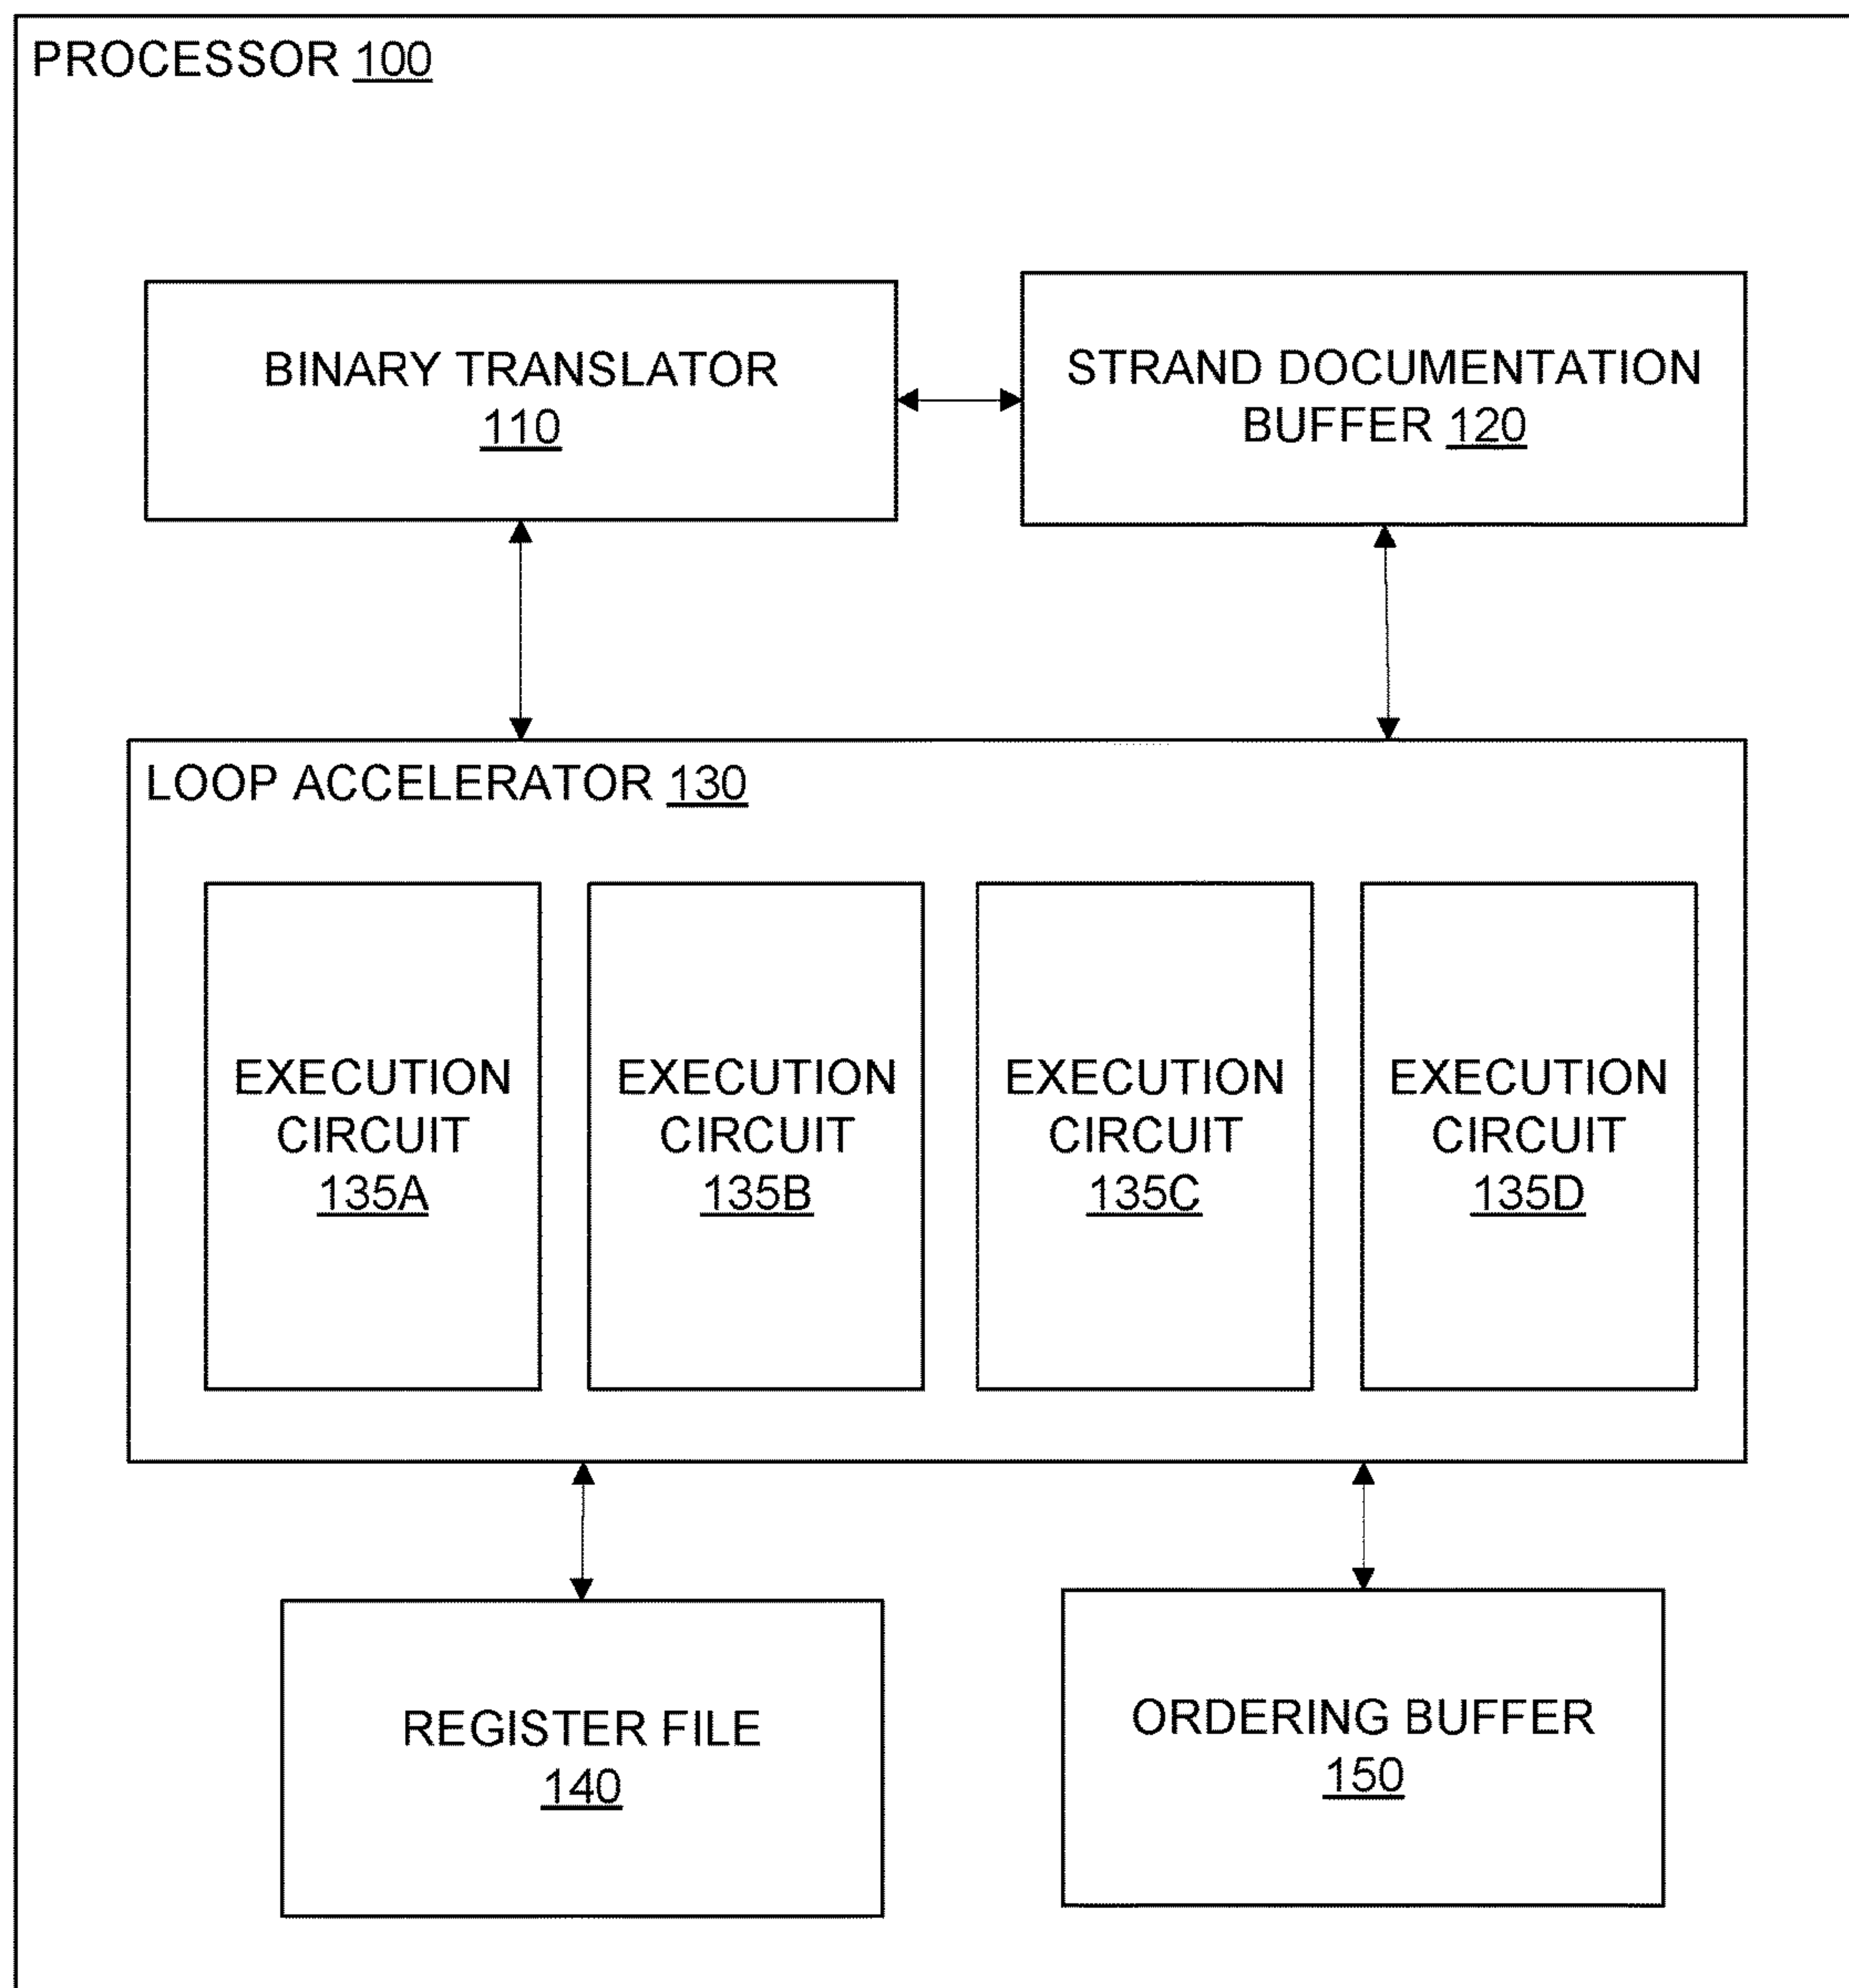 PROCESSOR 100
BINARY TRANSLATOR
110
STRAND DOCUMENTATION
BUFFER 120
LOOP ACCELERATOR 130
EXECUTION
CIRCUIT
135A
EXECUTION
CIRCUIT
135B
EXECUTION
CIRCUIT
135C
EXECUTION
CIRCUIT
135D
REGISTER FILE
140
ORDERING BUFFER
150